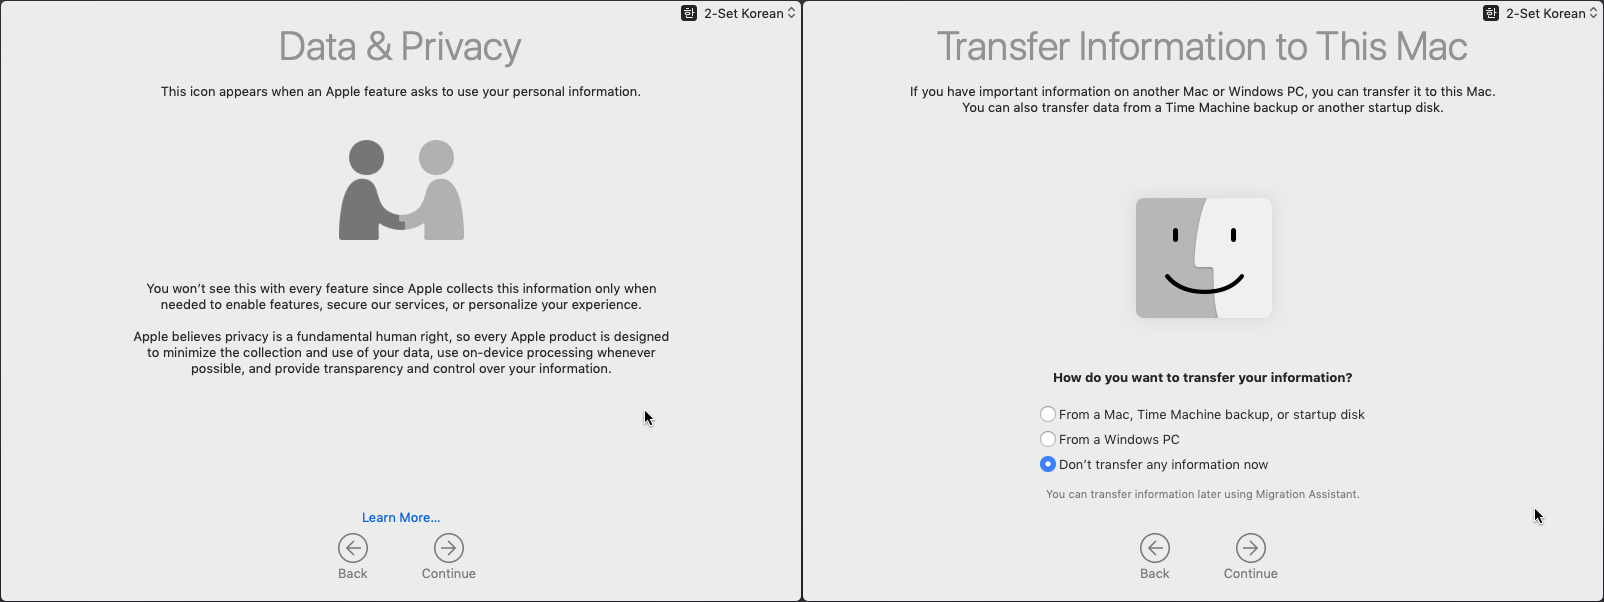 한 2-Set Korean
Data & Privacy
This icon appears when an Apple feature asks to use your personal information.
You won’t see this with every feature since Apple collects this information only when
needed to enable features, secure our services, or personalize your experience.
Apple believes privacy is a fundamental human right, so every Apple product is designed
to minimize the collection and use of your data, use on-device processing whenever
possible, and provide transparency and control over your information.
Learn More...
Back
Continue
한 2-Set Korean
Transfer Information to This Mac
If you have important information on another Mac or Windows PC, you can transfer it to this Mac.
You can also transfer data from a Time Machine backup or another startup disk.
How do you want to transfer your information?
From a Mac, Time Machine backup, or startup disk
From a Windows PC
Don’t transfer any information now
You can transfer information later using Migration Assistant.
Back
Continue